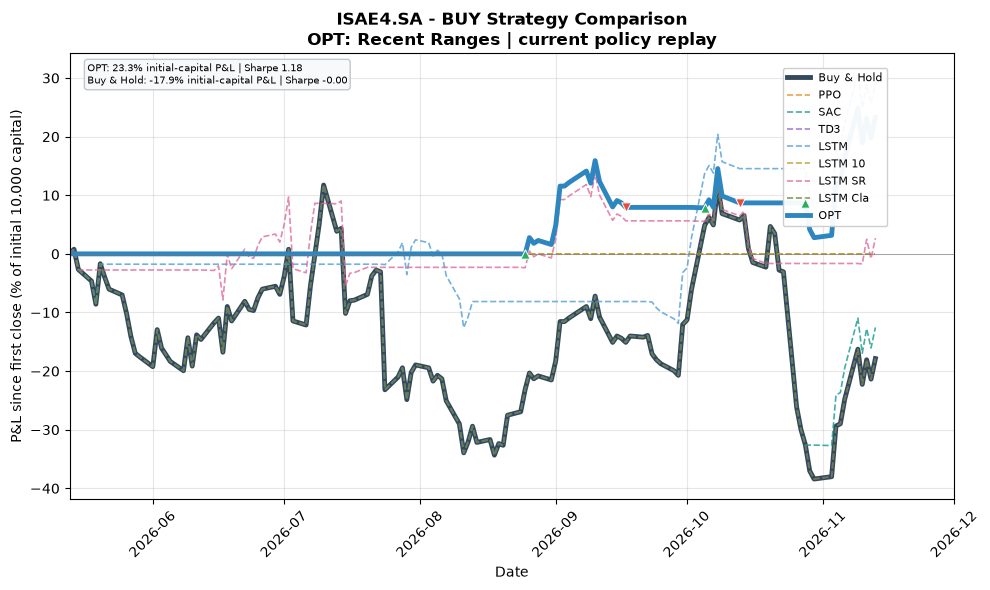 ISAE4.SA - BUY Strategy Comparison
OPT: Recent Ranges | current policy replay
OPT: 23.3% initial-capital P&L | Sharpe 1.18
Buy & Hold: -17.9% initial-capital P&L | Sharpe -0.00
Buy & Hold
PPO
SAC
TD3
LSTM
LSTM 10
LSTM SR
LSTM Cla
OPT
P&L since first close (% of initial 10,000 capital)
30
20
10
0
−10
−20
−30
−40
2026-06
2026-07
2026-08
2026-09
2026-10
2026-11
2026-12
Date